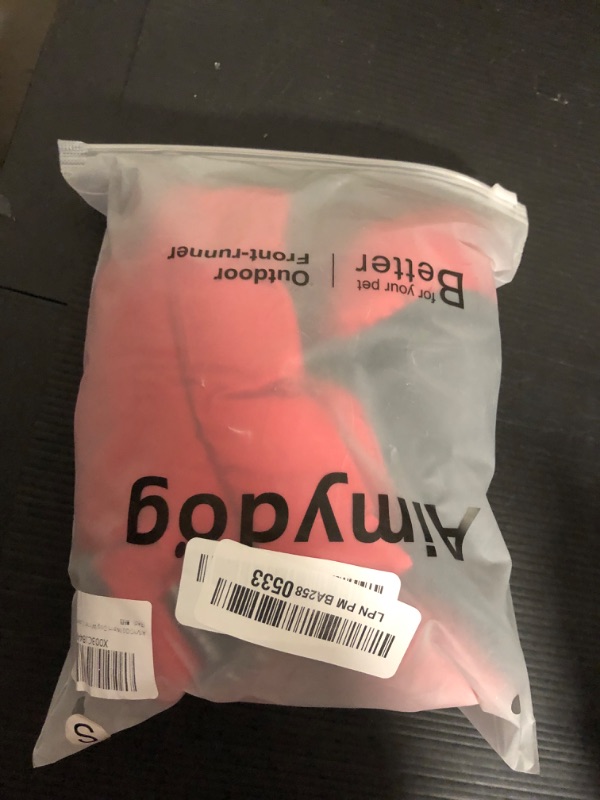 Aimydog
Better
for your pet
Outdoor
Front-runner
LPN PM BA258 0533
S